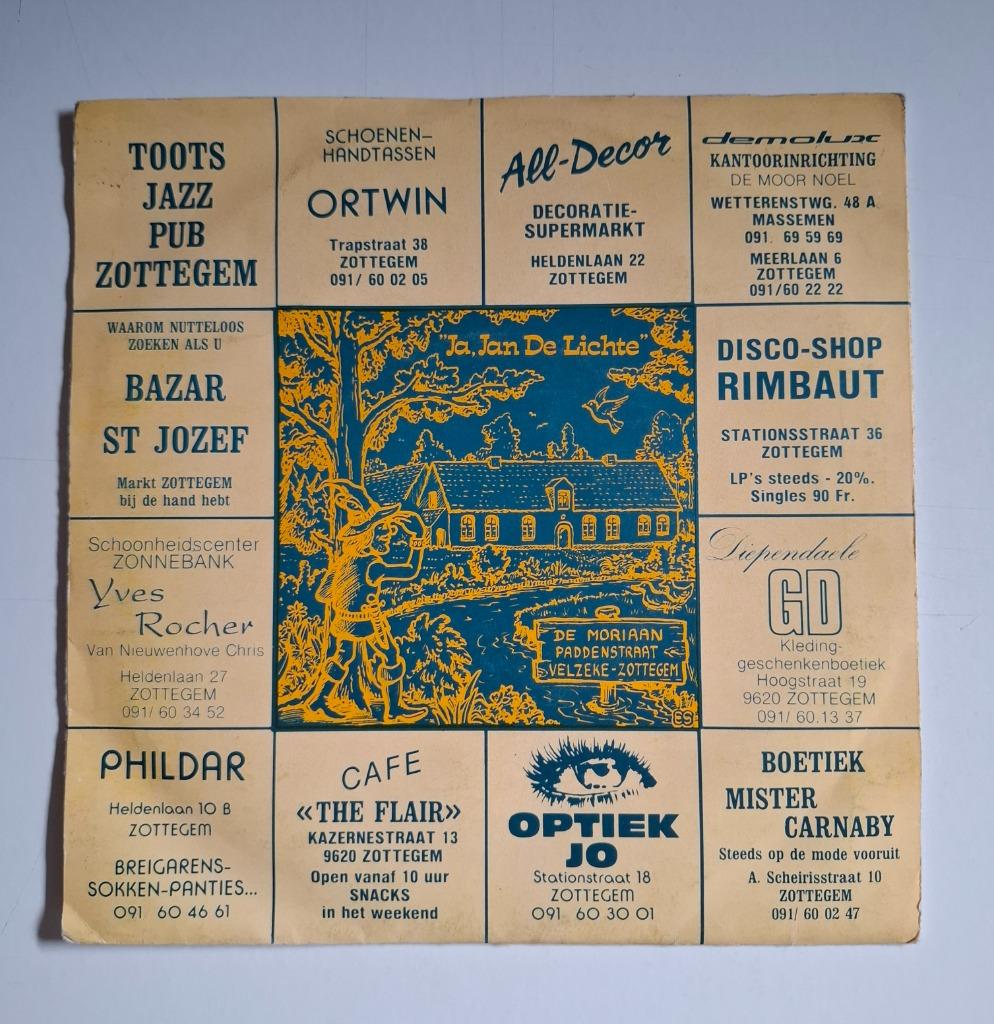 TOOTS
JAZZ
PUB
ZOTTEGEM
SCHOENEN-
HANDTASSEN
ORTWIN
Trapstraat 38
ZOTTEGEM
091/ 60 02 05
All-Decor
DECORATIE-
SUPERMARKT
HELDENLAAN 22
ZOTTEGEM
demolux
KANTOORINRICHTING
DE MOOR NOEL
WETTERENSTWG. 48 A
MASSEMEN
091. 69 59 69
MEERLAAN 6
ZOTTEGEM
091/60 22 22
WAAROM NUTTELOOS
ZOEKEN ALS U
BAZAR
ST JOZEF
Markt ZOTTEGEM
bij de hand hebt
"Ja, Jan De Lichte"
DE MORIAAN
PADDENSTRAAT
VELZEKE-ZOTTEGEM
DISCO-SHOP
RIMBAUT
STATIONSSTRAAT 36
ZOTTEGEM
LP's steeds - 20%.
Singles 90 Fr.
Schoonheidscenter
ZONNEBANK
Yves
Rocher
Van Nieuwenhove Chris
Heldenlaan 27
ZOTTEGEM
091/ 60 34 52
Diependaele
GD
Kleding-
geschenkenboetiek
Hoogstraat 19
9620 ZOTTEGEM
091/ 60.13 37
PHILDAR
Heldenlaan 10 B
ZOTTEGEM
BREIGARENS-
SOKKEN-PANTIES...
091 60 46 61
CAFE
«THE FLAIR»
KAZERNESTRAAT 13
9620 ZOTTEGEM
Open vanaf 10 uur
SNACKS
in het weekend
OPTIEK
JO
Stationstraat 18
ZOTTEGEM
091 60 30 01
BOETIEK
MISTER
CARNABY
Steeds op de mode vooruit
A. Scheirisstraat 10
ZOTTEGEM
091/ 60 02 47